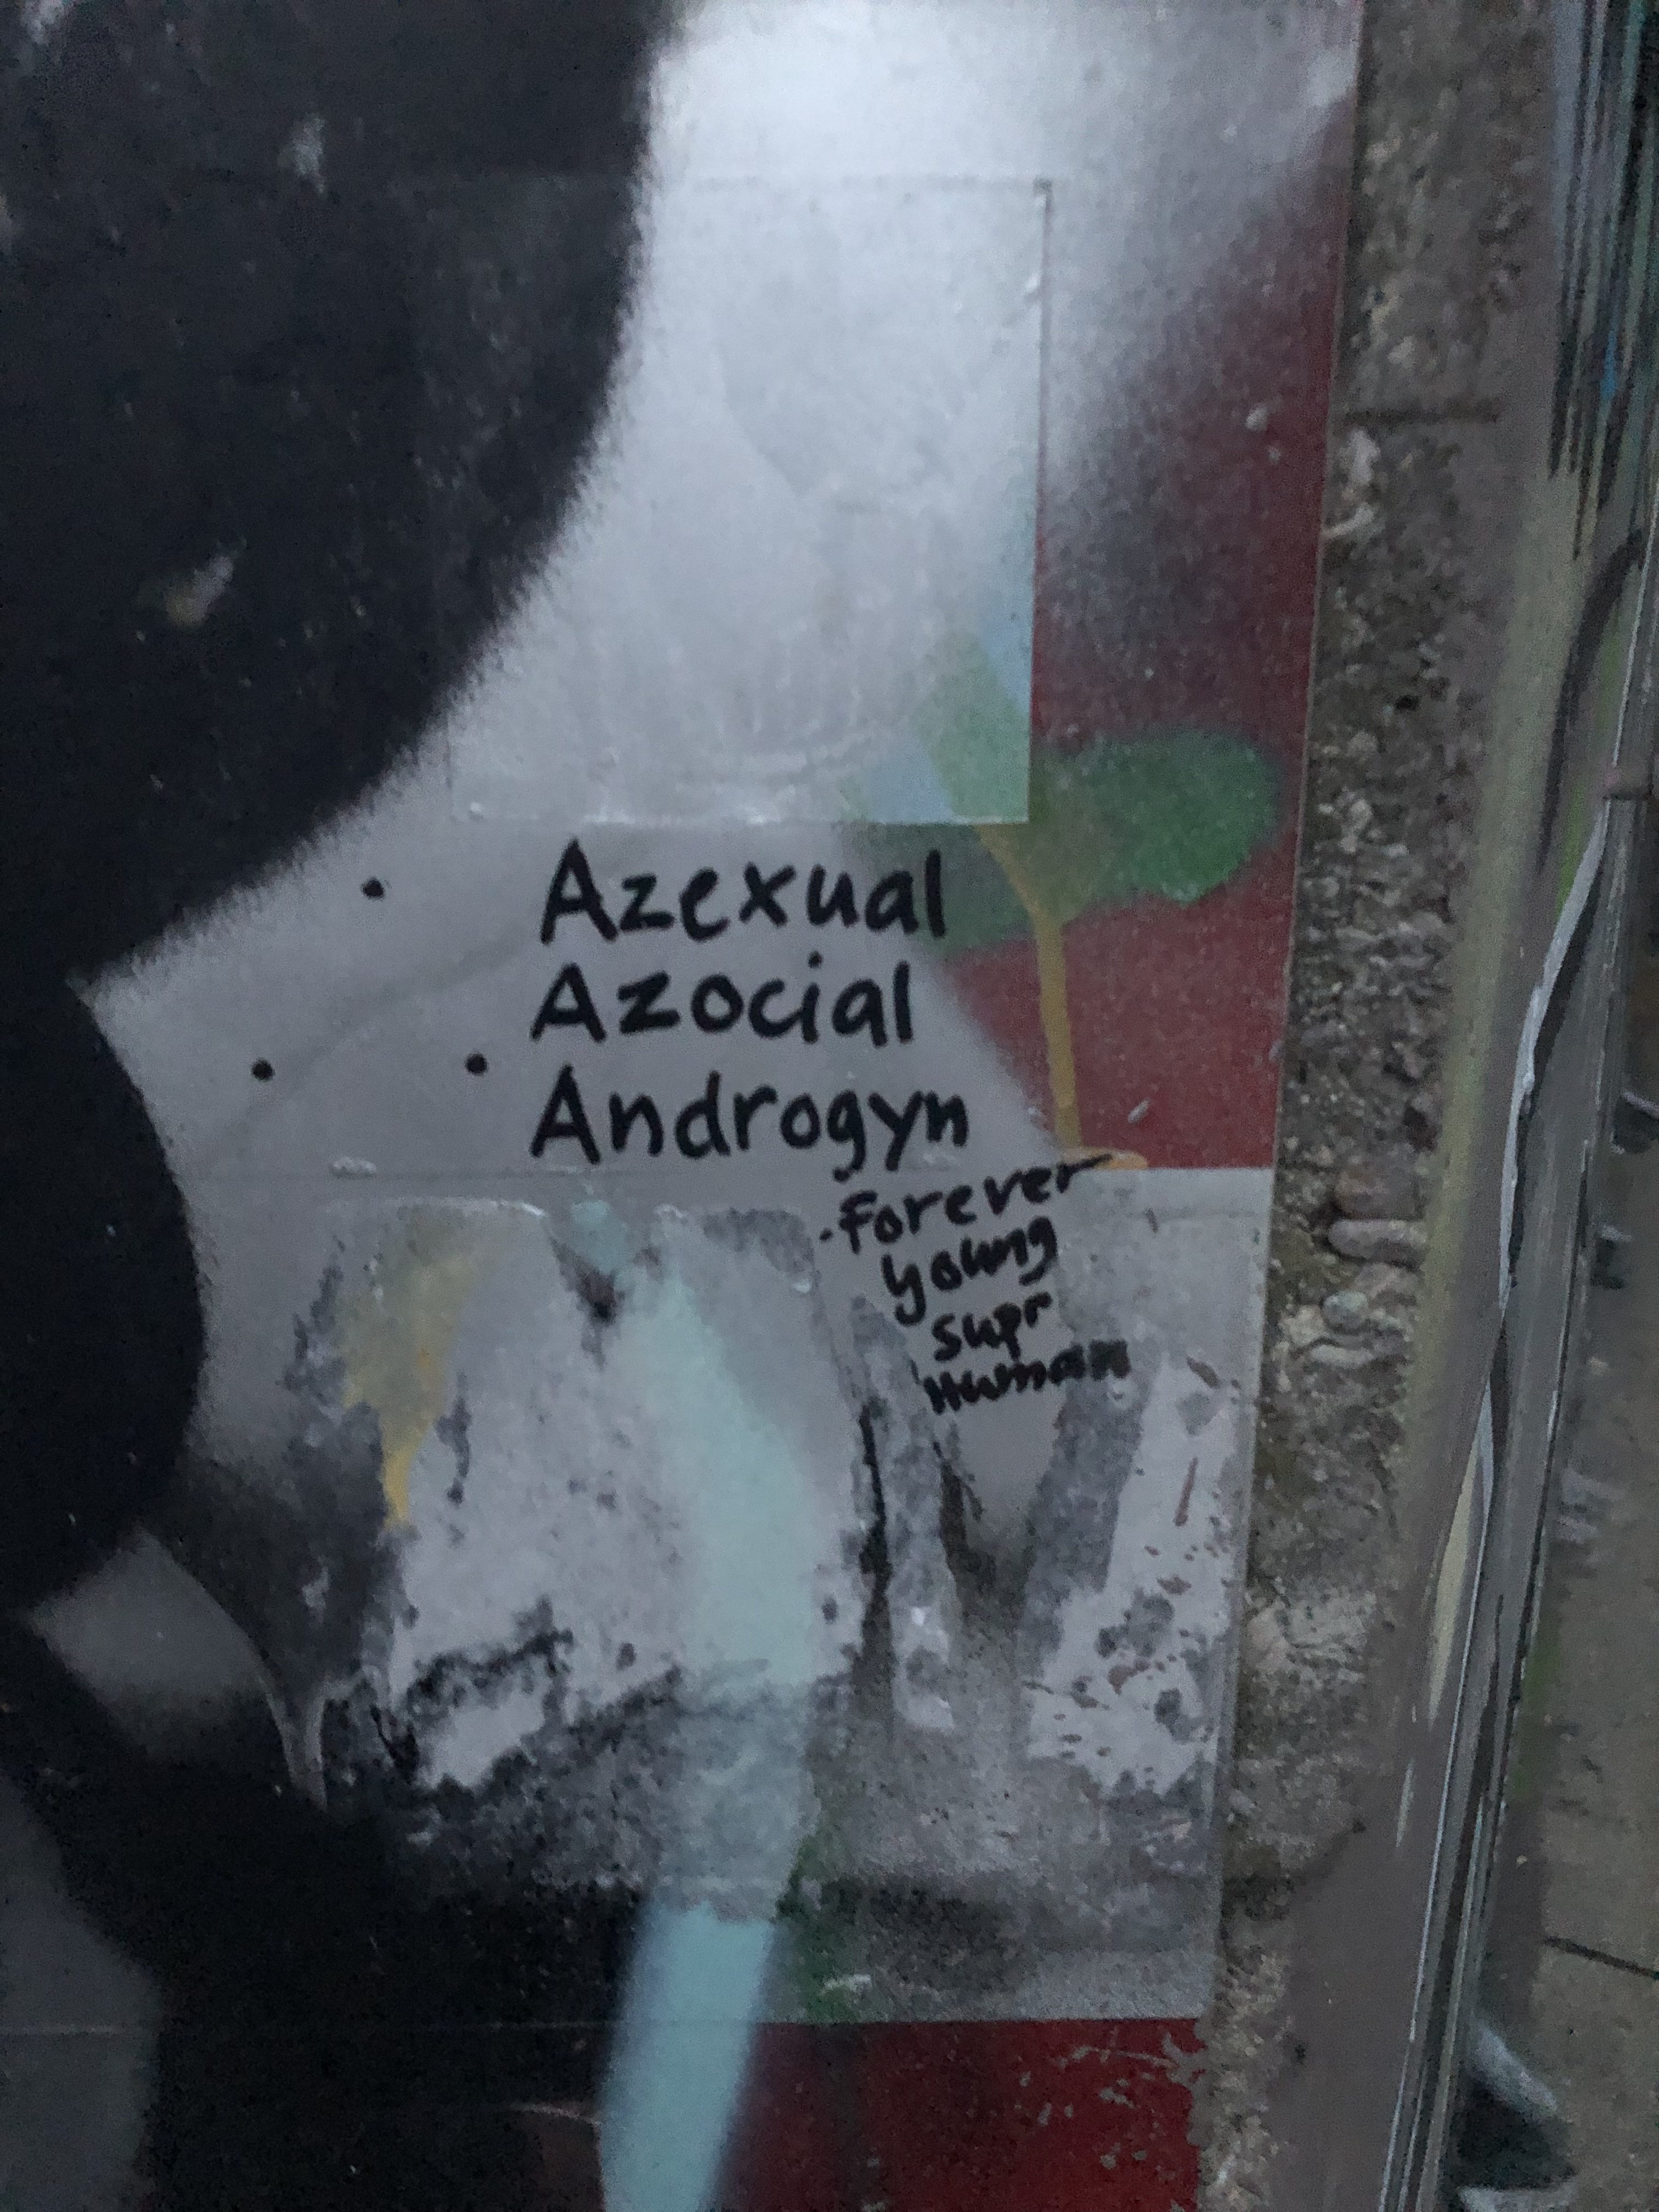 Azexual
Azocial
Androgyn
·Forever
young
supr
Human